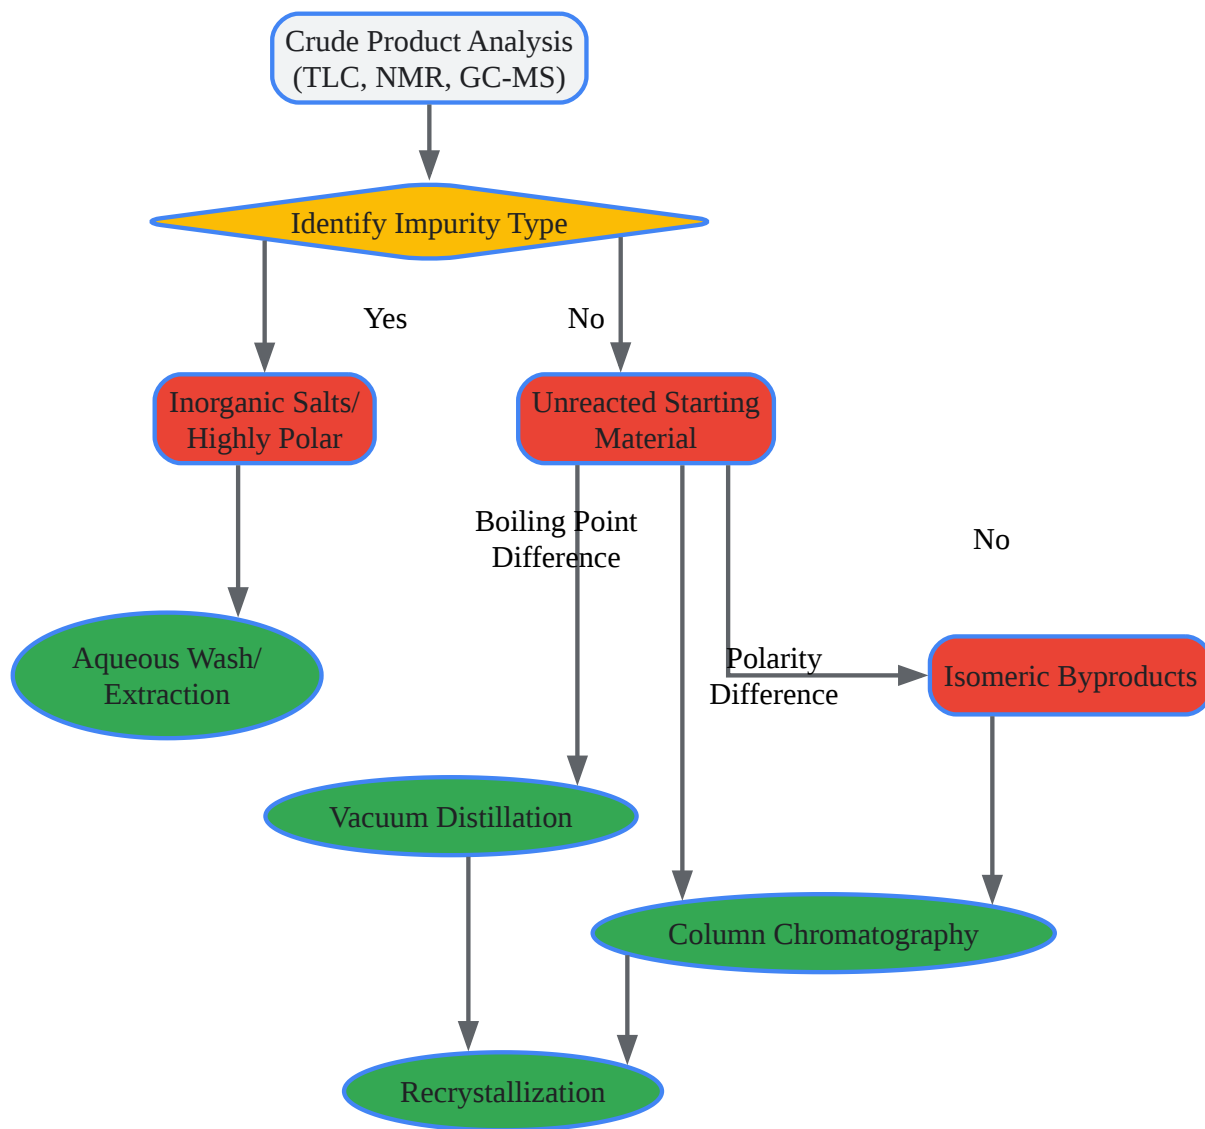 Crude Product Analysis
(TLC, NMR, GC-MS)
Identify Impurity Type
Yes
No
Inorganic Salts/
Highly Polar
Unreacted Starting
Material
Boiling Point
Difference
No
Aqueous Wash/
Extraction
Polarity
Difference
Isomeric Byproducts
Vacuum Distillation
Column Chromatography
Recrystallization